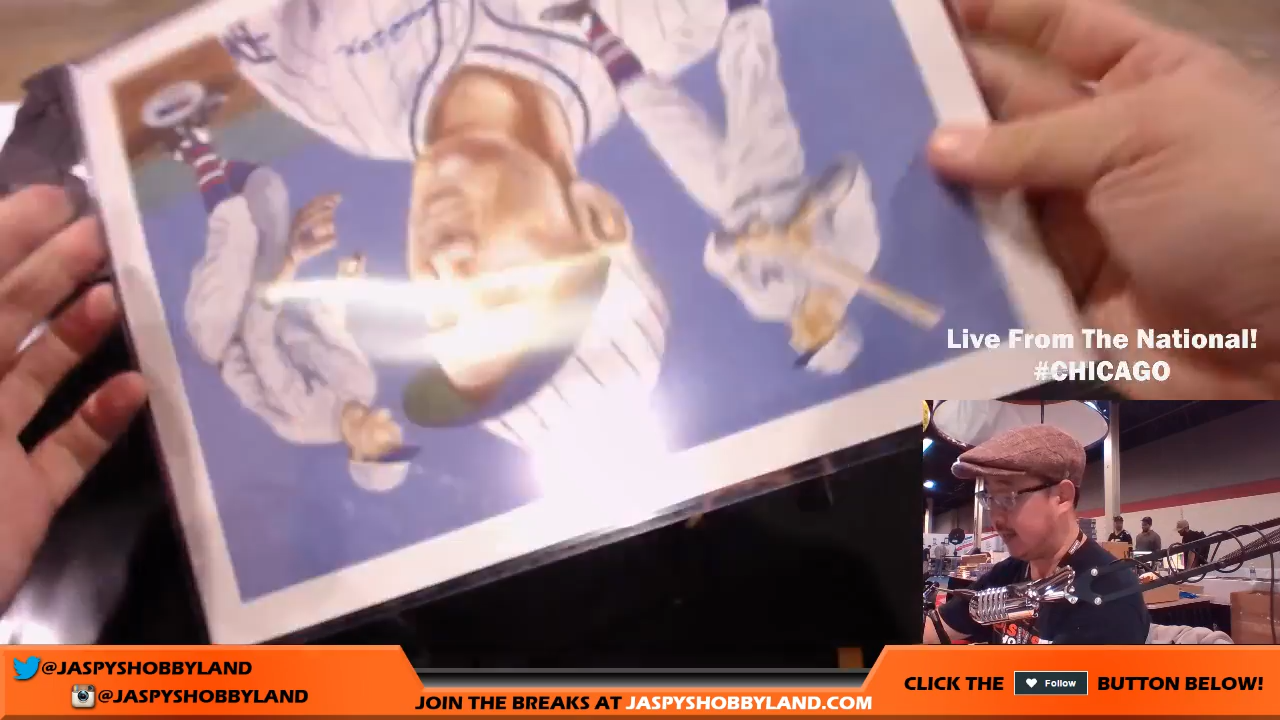 Live From The National!
#CHICAGO
@JASPYSHOBBYLAND
@JASPYSHOBBYLAND
JOIN THE BREAKS AT JASPYSHOBBYLAND.COM
CLICK THE Follow BUTTON BELOW!